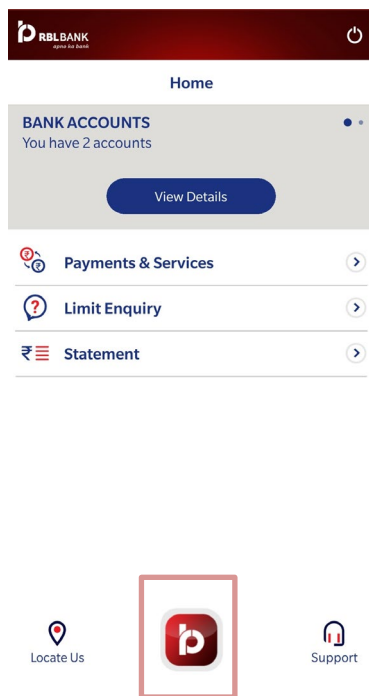 RBLBANK
apno ka bank
Home
BANK ACCOUNTS
You have 2 accounts
View Details
Payments & Services
Limit Enquiry
Statement
Locate Us
Support